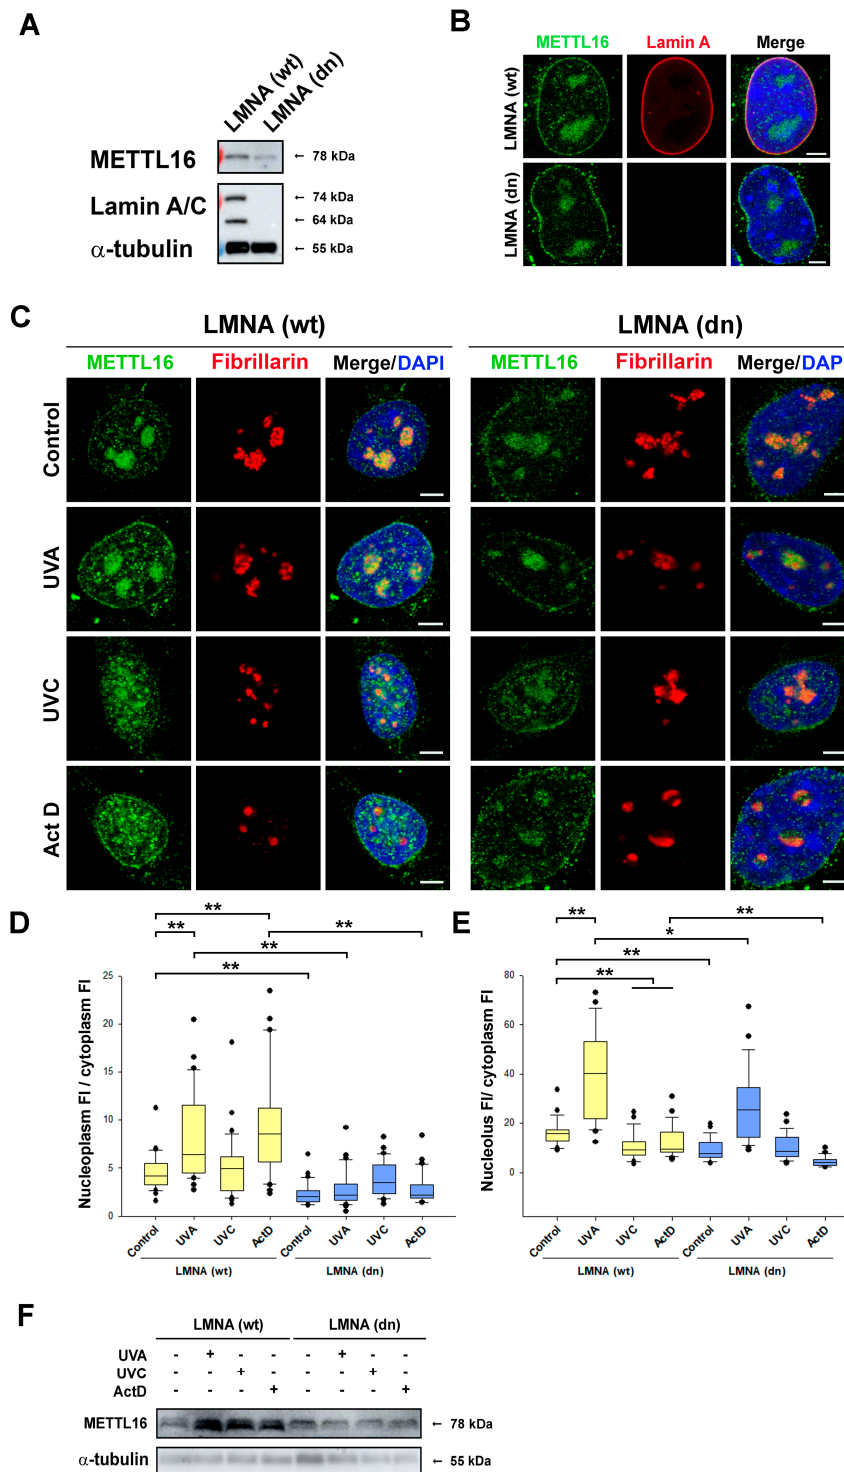 A
LMNA (wt)
LMNA (dn)
METTL16
← 78 kDa
Lamin A/C
← 74 kDa
← 64 kDa
α-tubulin
← 55 kDa
B
METTL16 Lamin A Merge
LMNA (wt)
LMNA (dn)
C
LMNA (wt) LMNA (dn)
METTL16 Fibrillarin Merge/DAPI METTL16 Fibrillarin Merge/DAP
Control
UVA
UVC
Act D
D
** 
** **
**
**
Nucleoplasm FI / cytoplasm FI
25
20
15
10
5
0
Control UVA UVC ActD Control UVA UVC ActD
LMNA (wt) LMNA (dn)
E
** **
*
**
**
Nucleolus FI/ cytoplasm FI
80
60
40
20
0
Control UVA UVC ActD Control UVA UVC ActD
LMNA (wt) LMNA (dn)
F
LMNA (wt) LMNA (dn)
UVA - + - - - + - -
UVC - - + - - - + -
ActD - - - + - - - +
METTL16 ← 78 kDa
α-tubulin ← 55 kDa